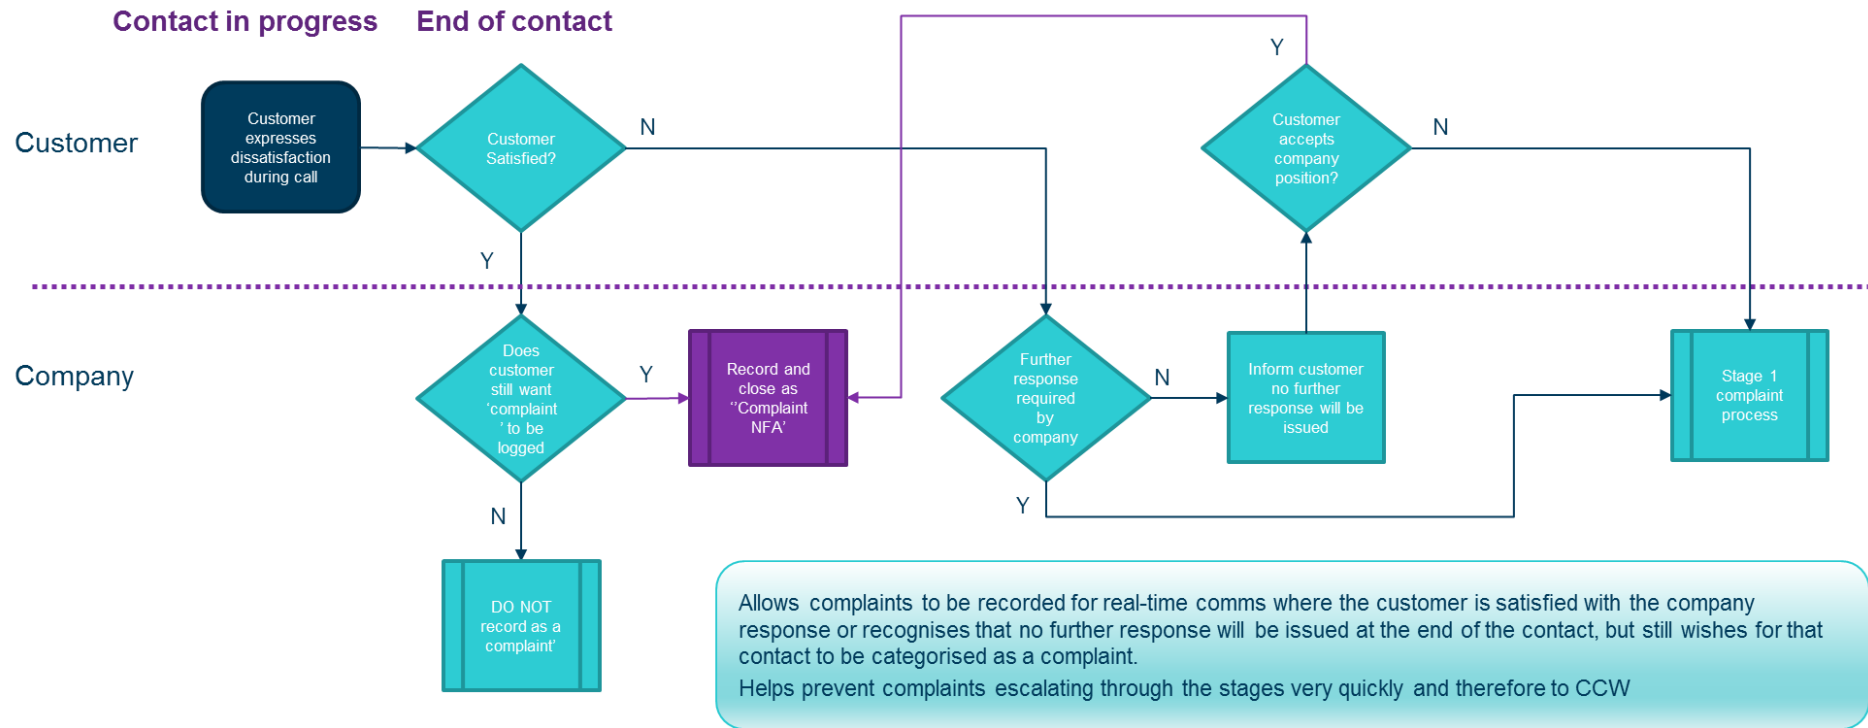 Contact in progress
End of contact
Customer
Customer
expresses
dissatisfaction
during call
Customer
Satisfied?
N
Y
Customer
accepts
company
position?
Y
N
Company
Does
customer
still want
‘complaint
’ to be
logged
Y
N
Record and
close as
‘’Complaint
NFA’
Further
response
required
by
company
N
Y
Inform customer
no further
response will be
issued
Stage 1
complaint
process
DO NOT
record as a
complaint’
Allows complaints to be recorded for real-time comms where the customer is satisfied with the company
response or recognises that no further response will be issued at the end of the contact, but still wishes for that
contact to be categorised as a complaint.
Helps prevent complaints escalating through the stages very quickly and therefore to CCW